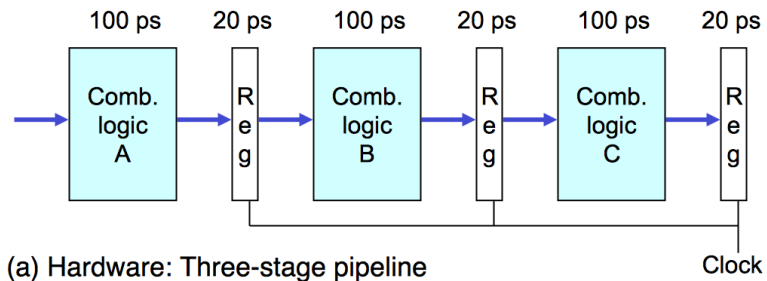 100 ps 20 ps 100 ps 20 ps 100 ps 20 ps
Comb.
logic
A
R
e
g
Comb.
logic
B
R
e
g
Comb.
logic
C
R
e
g
(a) Hardware: Three-stage pipeline
Clock